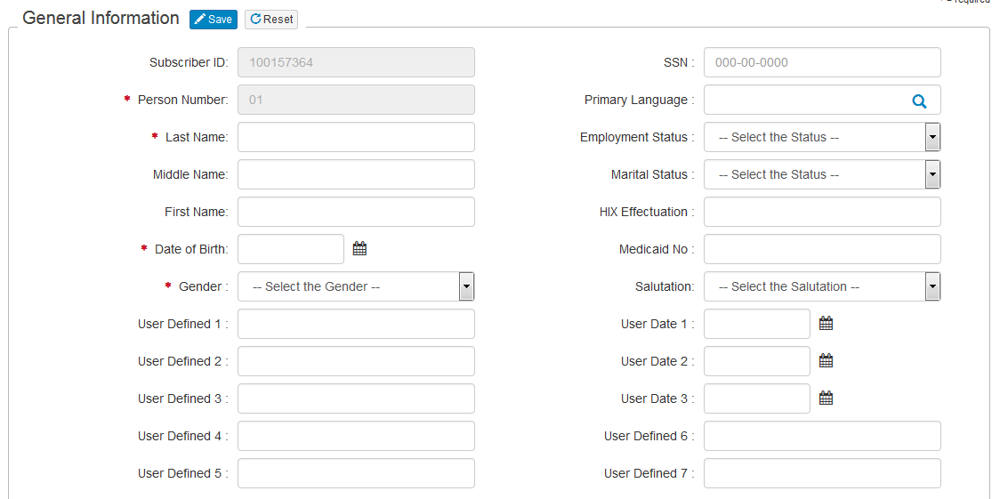 * = required
General Information Save Reset
Subscriber ID: 100157364 SSN : 000-00-0000
* Person Number: 01 Primary Language :
* Last Name: Employment Status : -- Select the Status --
Middle Name: Marital Status : -- Select the Status --
First Name: HIX Effectuation :
* Date of Birth: Medicaid No :
* Gender : -- Select the Gender -- Salutation: -- Select the Salutation --
User Defined 1 : User Date 1 :
User Defined 2 : User Date 2 :
User Defined 3 : User Date 3 :
User Defined 4 : User Defined 6 :
User Defined 5 : User Defined 7 :